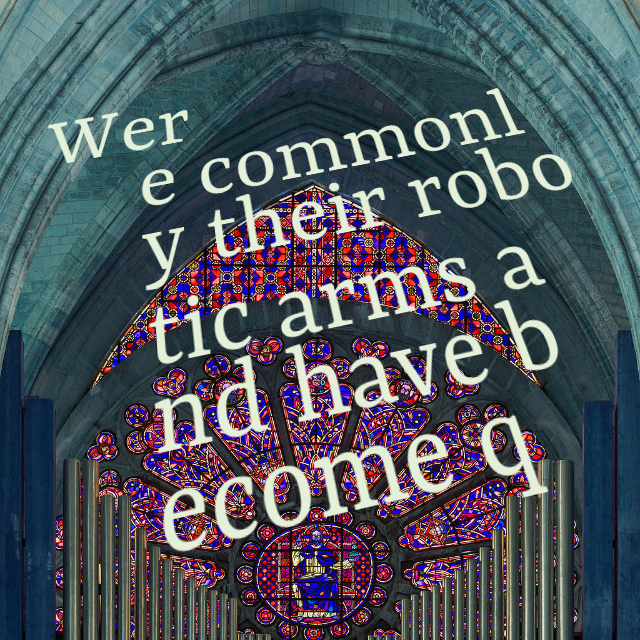 Wer
e commonl
y their robo
tic arms a
nd have b
ecome q